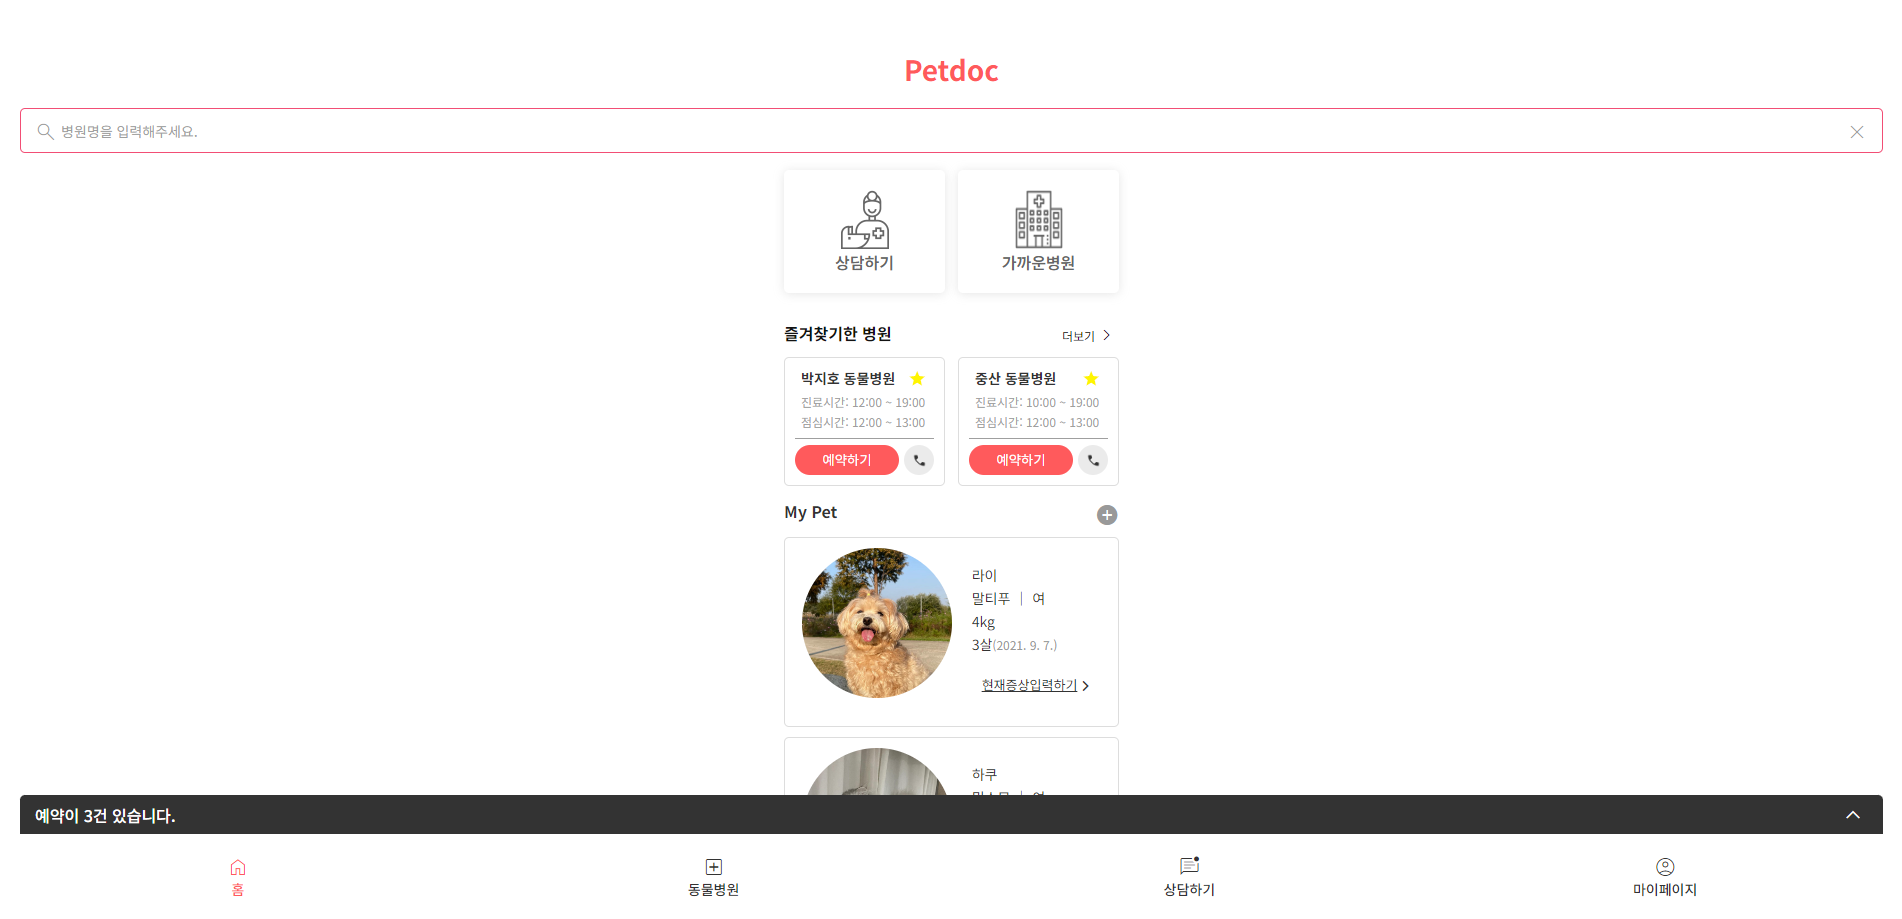 Petdoc
병원명을 입력해주세요.
상담하기
가까운병원
즐겨찾기한 병원
더보기
박지호 동물병원
진료시간: 12:00 ~ 19:00
점심시간: 12:00 ~ 13:00
예약하기
중산 동물병원
진료시간: 10:00 ~ 19:00
점심시간: 12:00 ~ 13:00
예약하기
My Pet
라이
말티푸 | 여
4kg
3살(2021. 9. 7.)
현재증상입력하기
하쿠
예약이 3건 있습니다.
홈
동물병원
상담하기
마이페이지